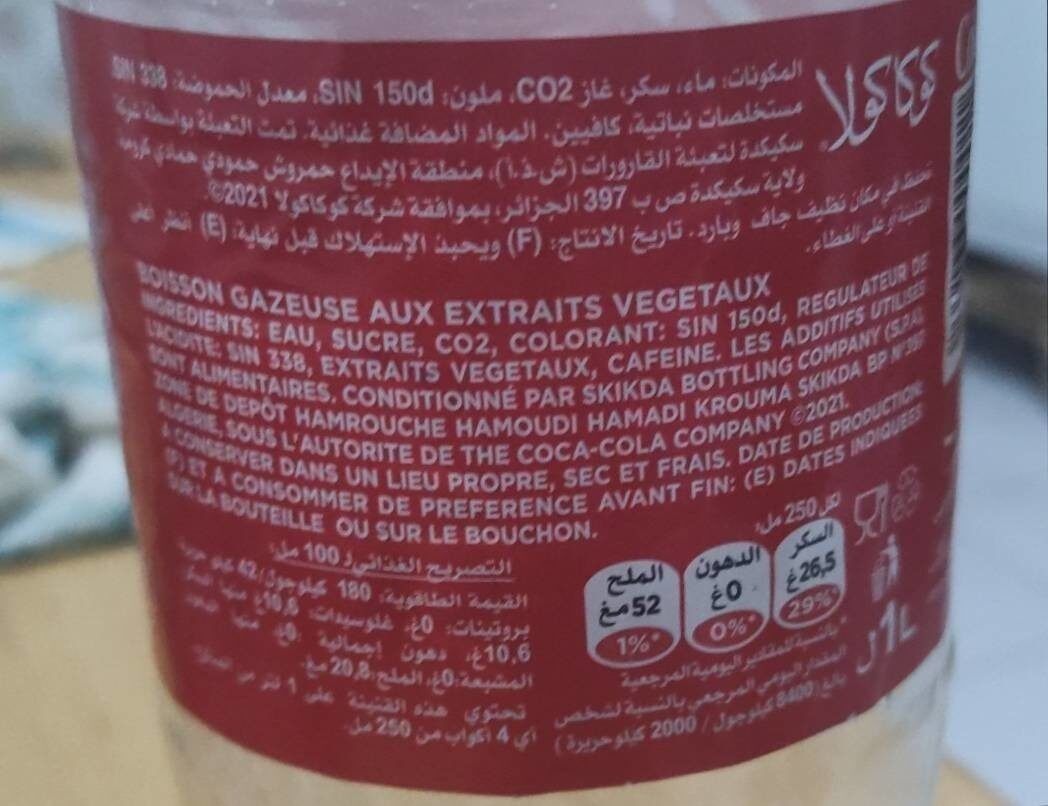 كوكاكولا
المكونات: ماء، سكر، غاز CO2، ملون: SIN 150d، معدل الحموضة: SIN 338
مستخلصات نباتية، كافيين. المواد المضافة غذائية. تمت التعبئة بواسطة شركة
سكيكدة لتعبئة القارورات (ش.ذ.ا)، منطقة الإيداع حمروش حمودي حمادي كرومة
ولاية سكيكدة ص ب 397 الجزائر، بموافقة شركة كوكاكولا 2021©
تحفظ في مكان نظيف جاف وبارد. تاريخ الانتاج: (F) ويحبذ الإستهلاك قبل نهاية: (E) انظر أعلى
القنينة أو على الغطاء.
BOISSON GAZEUSE AUX EXTRAITS VEGETAUX
INGREDIENTS: EAU, SUCRE, CO2, COLORANT: SIN 150d, REGULATEUR DE
L'ACIDITE: SIN 338, EXTRAITS VEGETAUX, CAFEINE. LES ADDITIFS UTILISES
SONT ALIMENTAIRES. CONDITIONNÉ PAR SKIKDA BOTTLING COMPANY (S.P.A),
ZONE DE DEPÔT HAMROUCHE HAMOUDI HAMADI KROUMA SKIKDA BP N°397
ALGERIE, SOUS L'AUTORITE DE THE COCA-COLA COMPANY ©2021.
A CONSERVER DANS UN LIEU PROPRE, SEC ET FRAIS. DATE DE PRODUCTION:
(F) ET A CONSOMMER DE PREFERENCE AVANT FIN: (E) DATES INDIQUEES
SUR LA BOUTEILLE OU SUR LE BOUCHON.
التصريح الغذائي لـ 100 مل:
القيمة الطاقوية: 180 كيلوجول/42 كيلو حريرة
بروتينات: 0غ، غلوسيدات: 10,6غ منها السكر
10,6غ، دهون إجمالية: 0غ، منها
المشبعة: 0غ، الملح: 20,8 مغ.
تحتوي هذه القنينة على 1 لتر
أي 4 أكواب من 250 مل
لكل 250 مل:
السكر
26,5غ
29%*
الدهون
0غ
0%*
الملح
52مغ
1%*
*بالنسبة للمقادير اليومية المرجعية
المقدار اليومي المرجعي بالنسبة لشخص
بالغ (8400 كيلوجول / 2000 كيلوحريرة)
1L ل